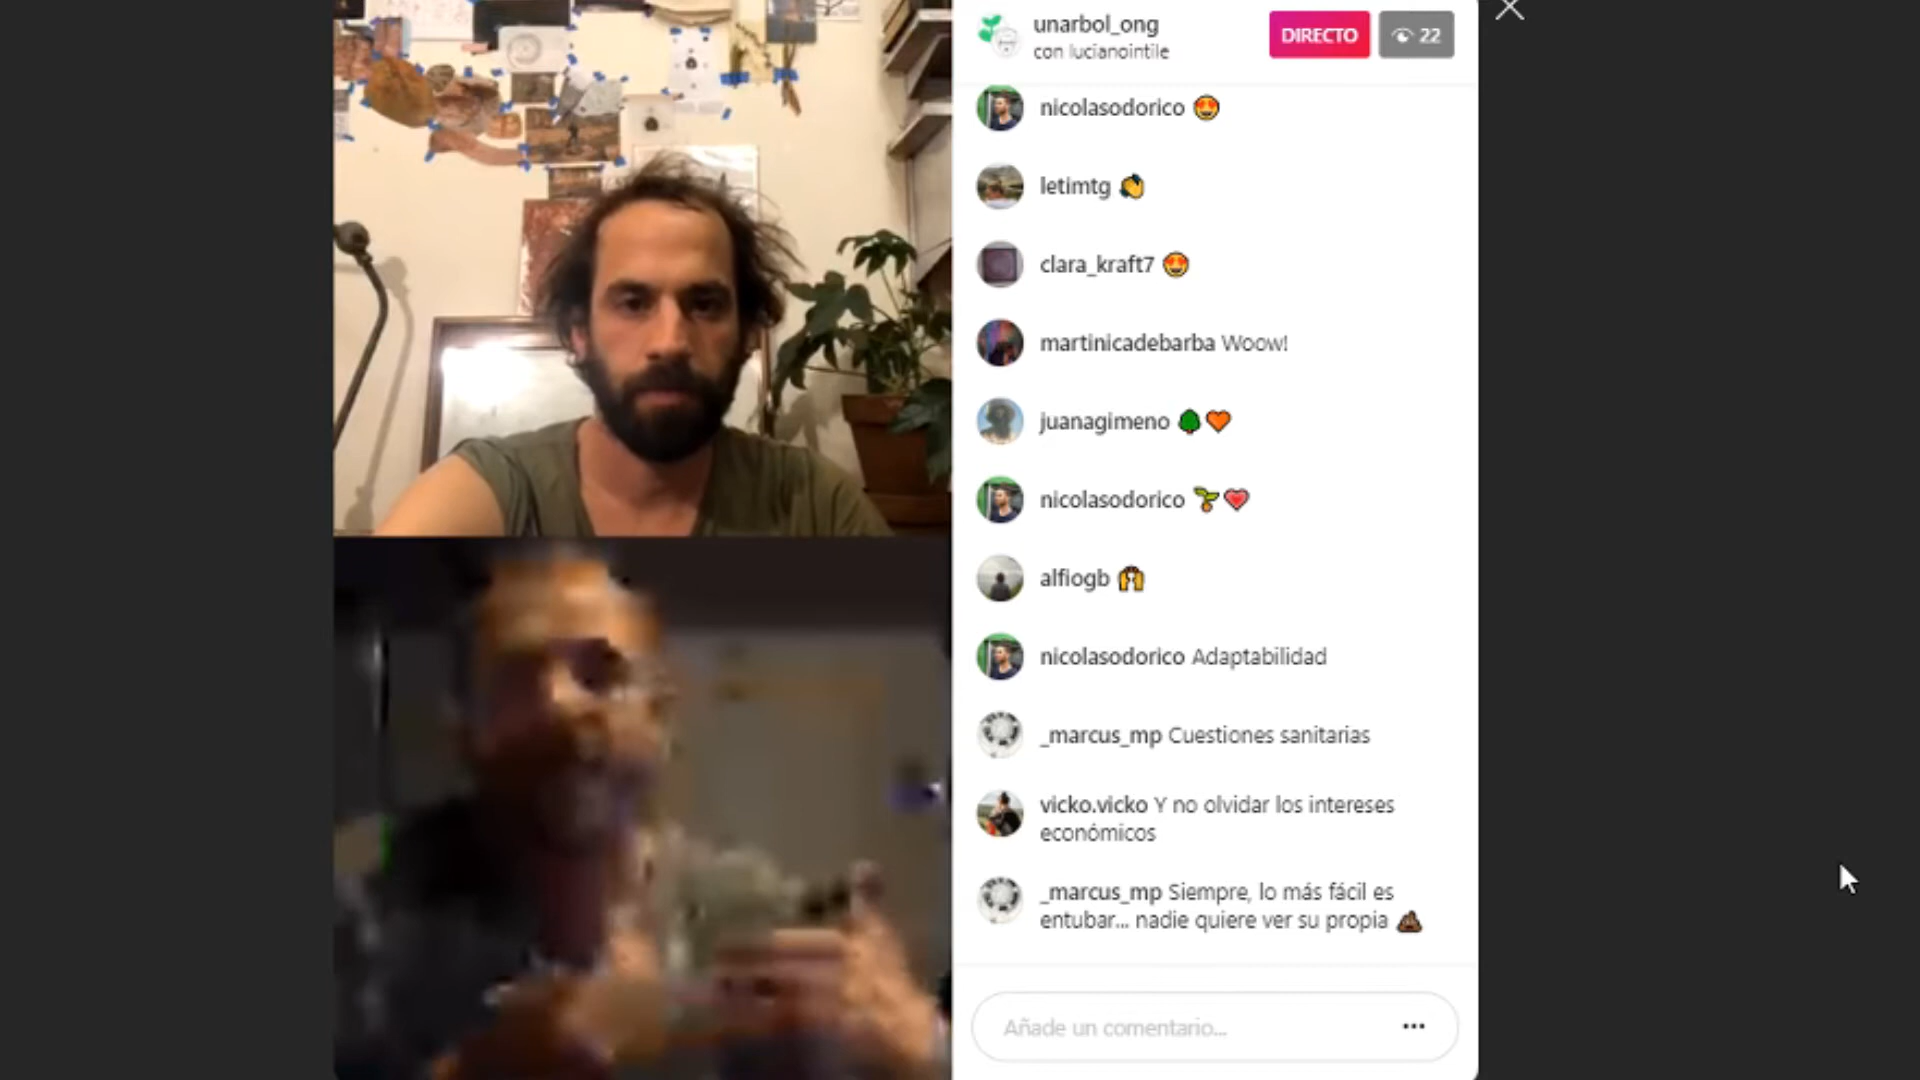 unarbol_ong
con lucianointile
DIRECTO
22
nicolasodorico 😍
letimtg 👏
clara_kraft7 😍
martinicadebarba Woow!
juanagimeno 🌳🧡
nicolasodorico 🌱💗
alfiogb 🙌
nicolasodorico Adaptabilidad
_marcus_mp Cuestiones sanitarias
vicko.vicko Y no olvidar los intereses
económicos
_marcus_mp Siempre, lo más fácil es
entubar... nadie quiere ver su propia 💩
Añade un comentario...